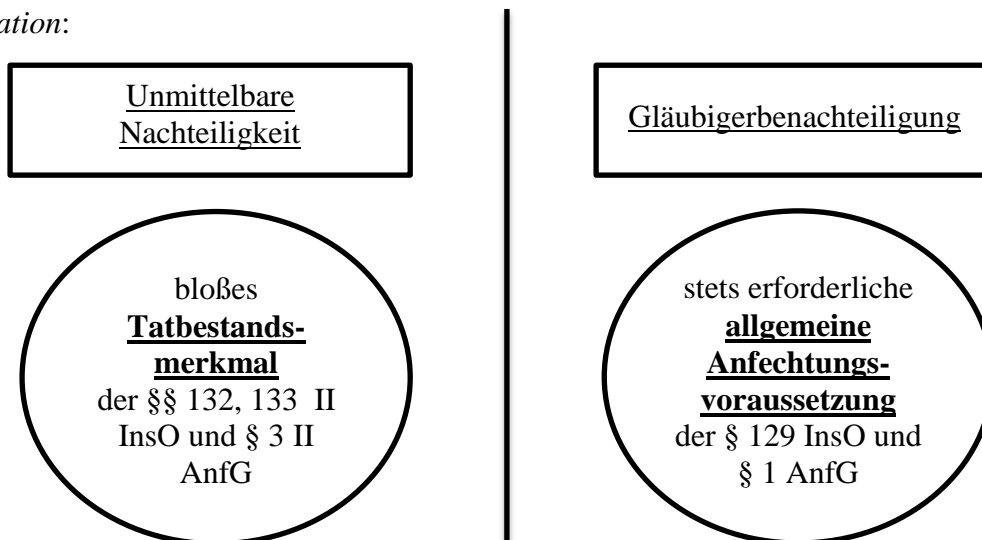 ation:
Unmittelbare
Nachteiligkeit
bloßes
Tatbestands-
merkmal
der §§ 132, 133 II
InsO und § 3 II
AnfG
Gläubigerbenachteiligung
stets erforderliche
allgemeine
Anfechtungs-
voraussetzung
der § 129 InsO und
§ 1 AnfG